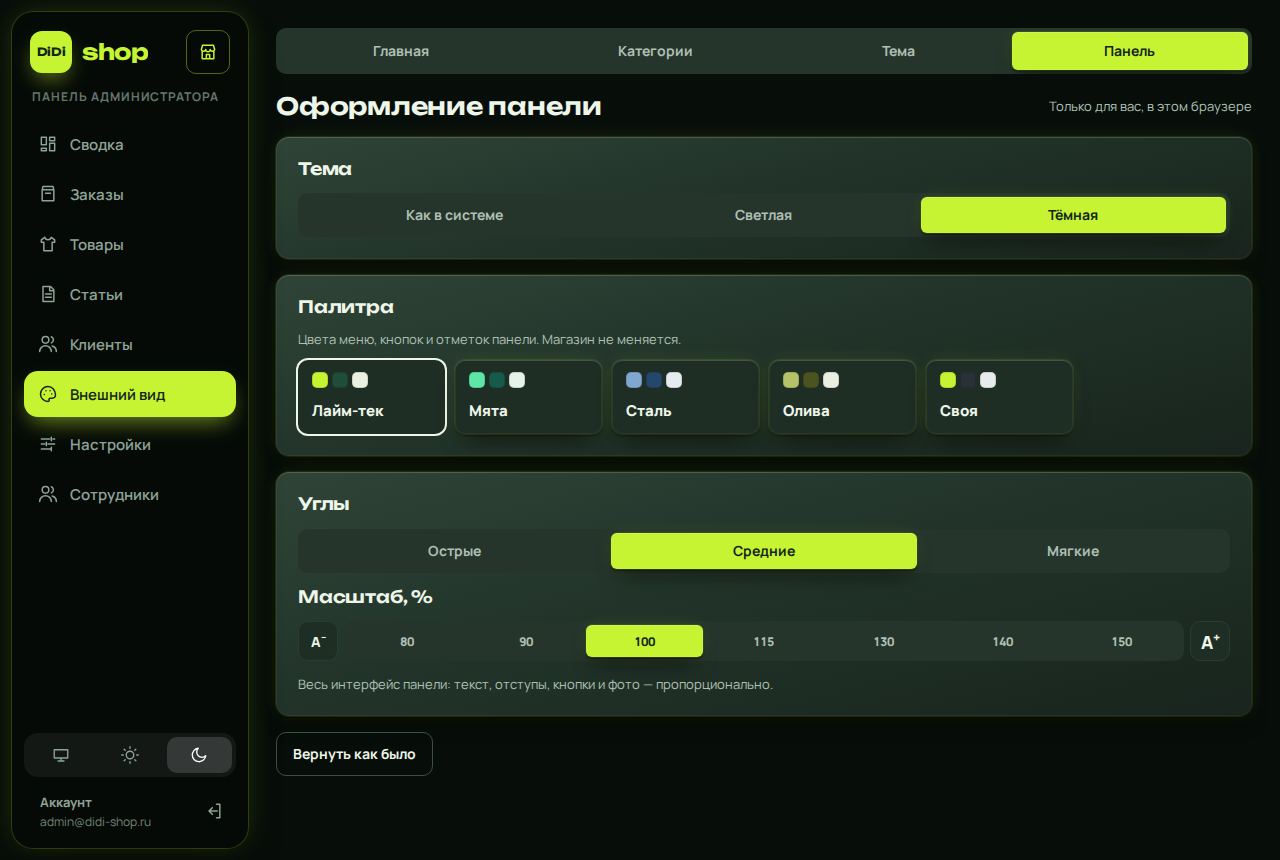 DiDi shop
ПАНЕЛЬ АДМИНИСТРАТОРА
Сводка
Заказы
Товары
Статьи
Клиенты
Внешний вид
Настройки
Сотрудники
Аккаунт
admin@didi-shop.ru
Главная Категории Тема Панель
Оформление панели Только для вас, в этом браузере
Тема
Как в системе Светлая Тёмная
Палитра
Цвета меню, кнопок и отметок панели. Магазин не меняется.
Лайм-тек Мята Сталь Олива Своя
Углы
Острые Средние Мягкие
Масштаб, %
A⁻ 80 90 100 115 130 140 150 A⁺
Весь интерфейс панели: текст, отступы, кнопки и фото — пропорционально.
Вернуть как было